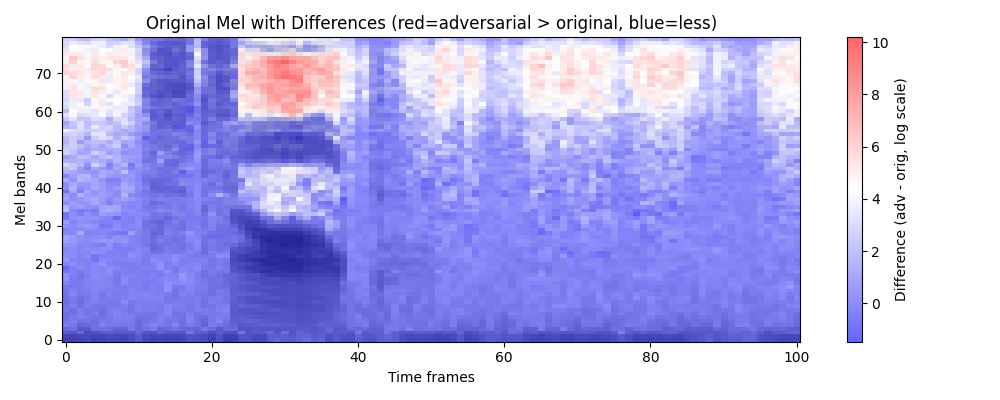 Original Mel with Differences (red=adversarial > original, blue=less)
Mel bands
70
60
50
40
30
20
10
0
0 20 40 60 80 100
Time frames
10
8
6
4
2
0
Difference (adv - orig, log scale)